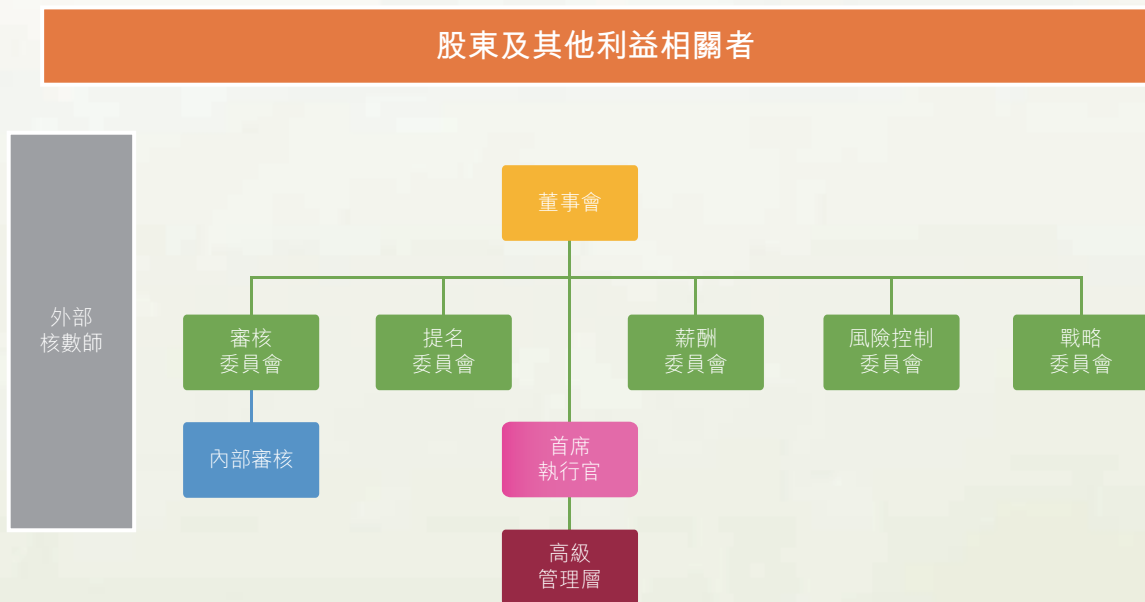 股東及其他利益相關者
董事會
外部
核數師
審核
委員會
提名
委員會
薪酬
委員會
風險控制
委員會
戰略
委員會
內部審核
首席
執行官
高級
管理層